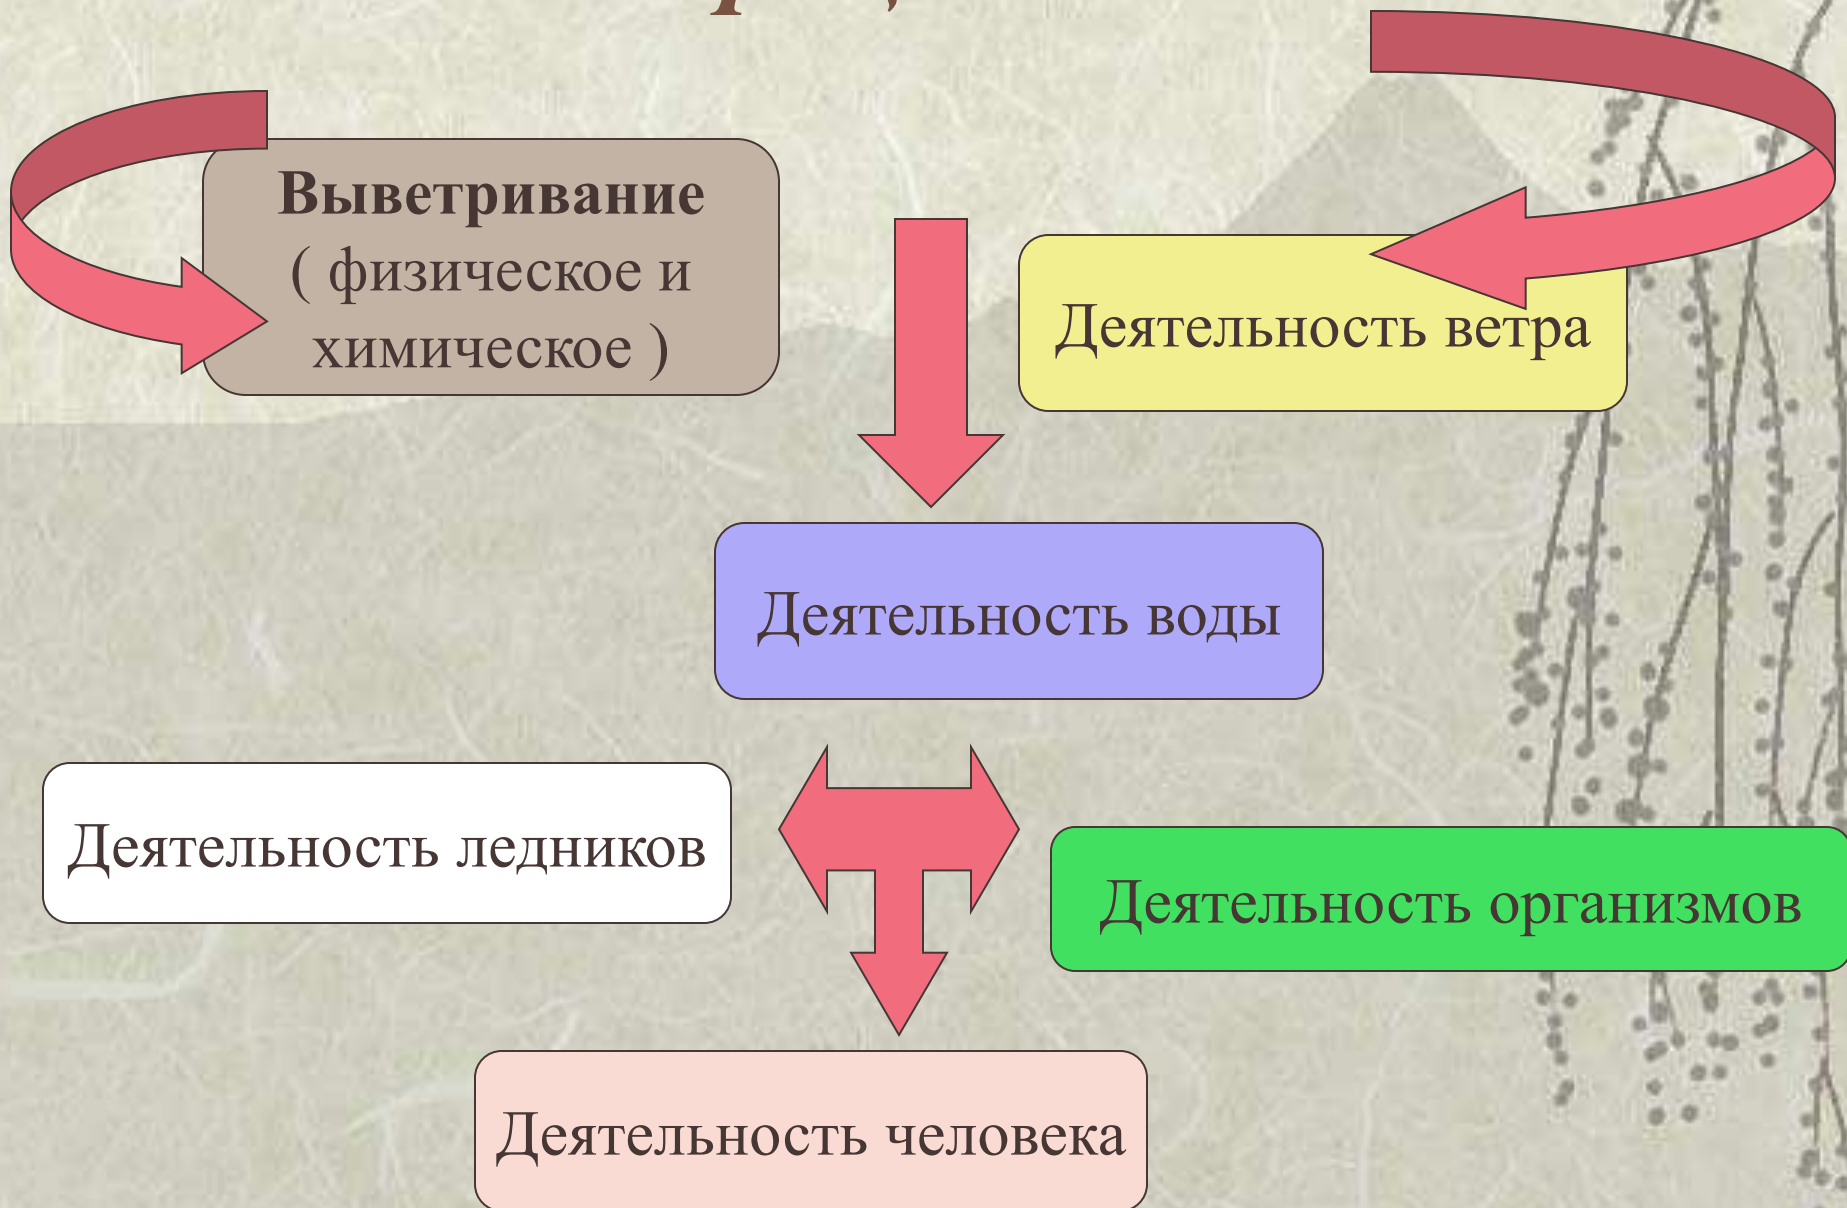 Выветривание
( физическое и
химическое )
Деятельность ветра
Деятельность воды
Деятельность ледников
Деятельность организмов
Деятельность человека